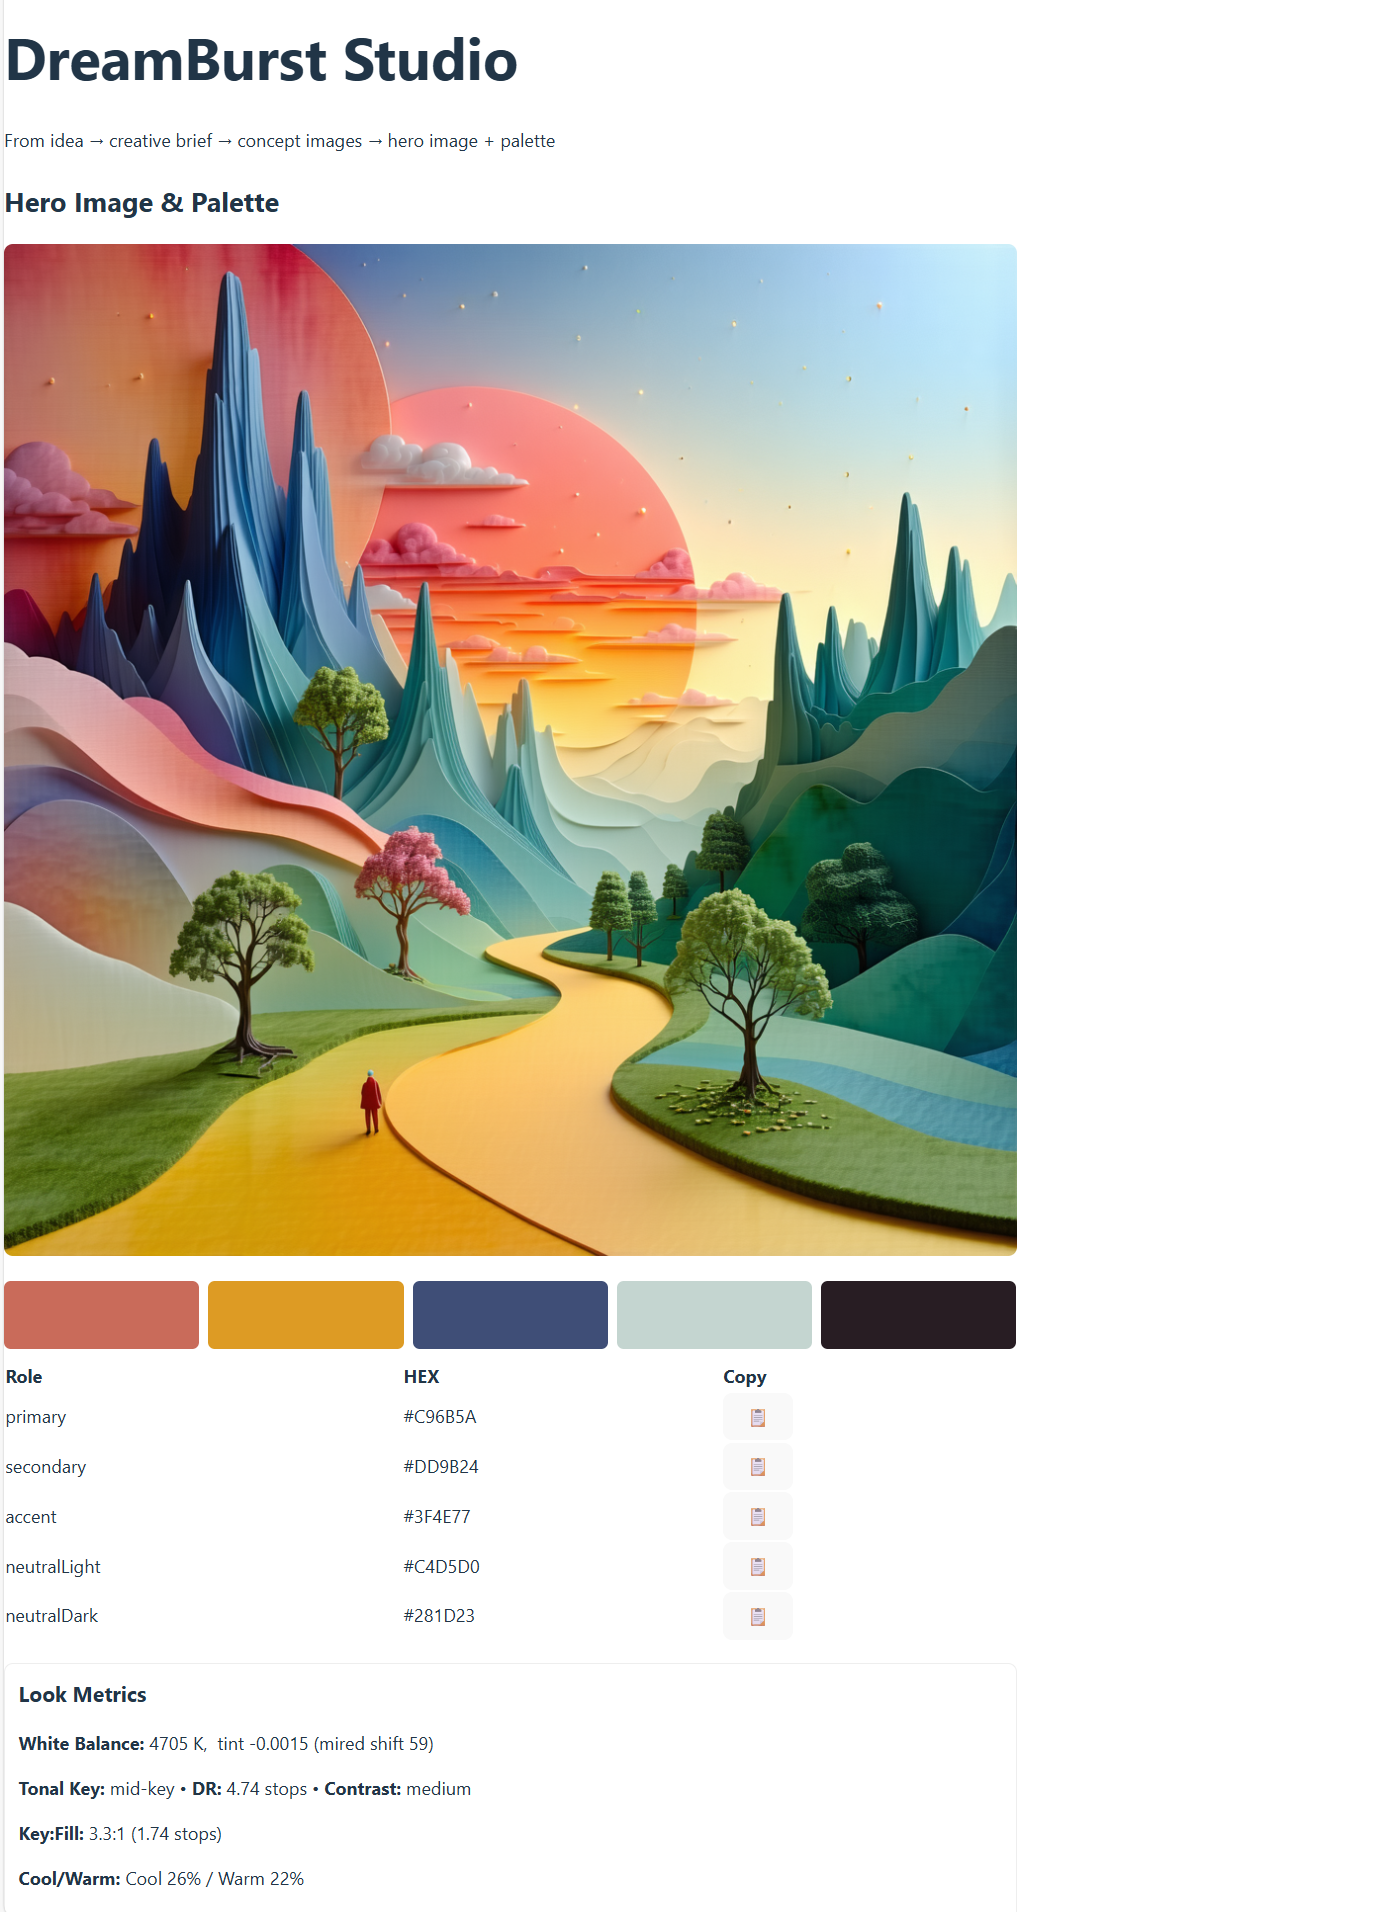 DreamBurst Studio
From idea → creative brief → concept images → hero image + palette
Hero Image & Palette
Role HEX Copy
primary #C96B5A
secondary #DD9B24
accent #3F4E77
neutralLight #C4D5D0
neutralDark #281D23
Look Metrics
White Balance: 4705 K, tint -0.0015 (mired shift 59)
Tonal Key: mid-key • DR: 4.74 stops • Contrast: medium
Key:Fill: 3.3:1 (1.74 stops)
Cool/Warm: Cool 26% / Warm 22%